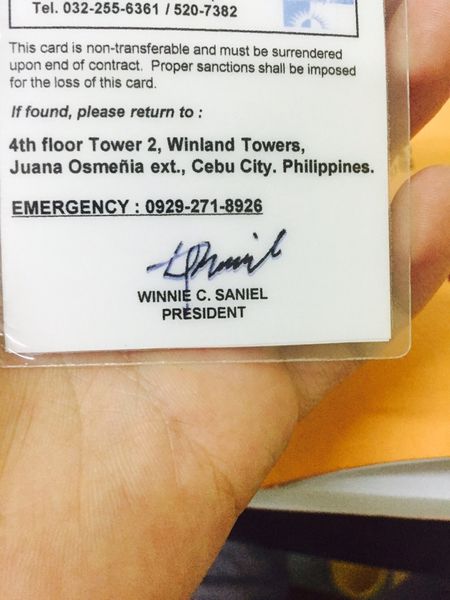 Tel. 032-255-6361 / 520-7382
This card is non-transferable and must be surrendered
upon end of contract. Proper sanctions shall be imposed
for the loss of this card.
If found, please return to :
4th floor Tower 2, Winland Towers,
Juana Osmeñia ext., Cebu City. Philippines.
EMERGENCY : 0929-271-8926
WINNIE C. SANIEL
PRESIDENT